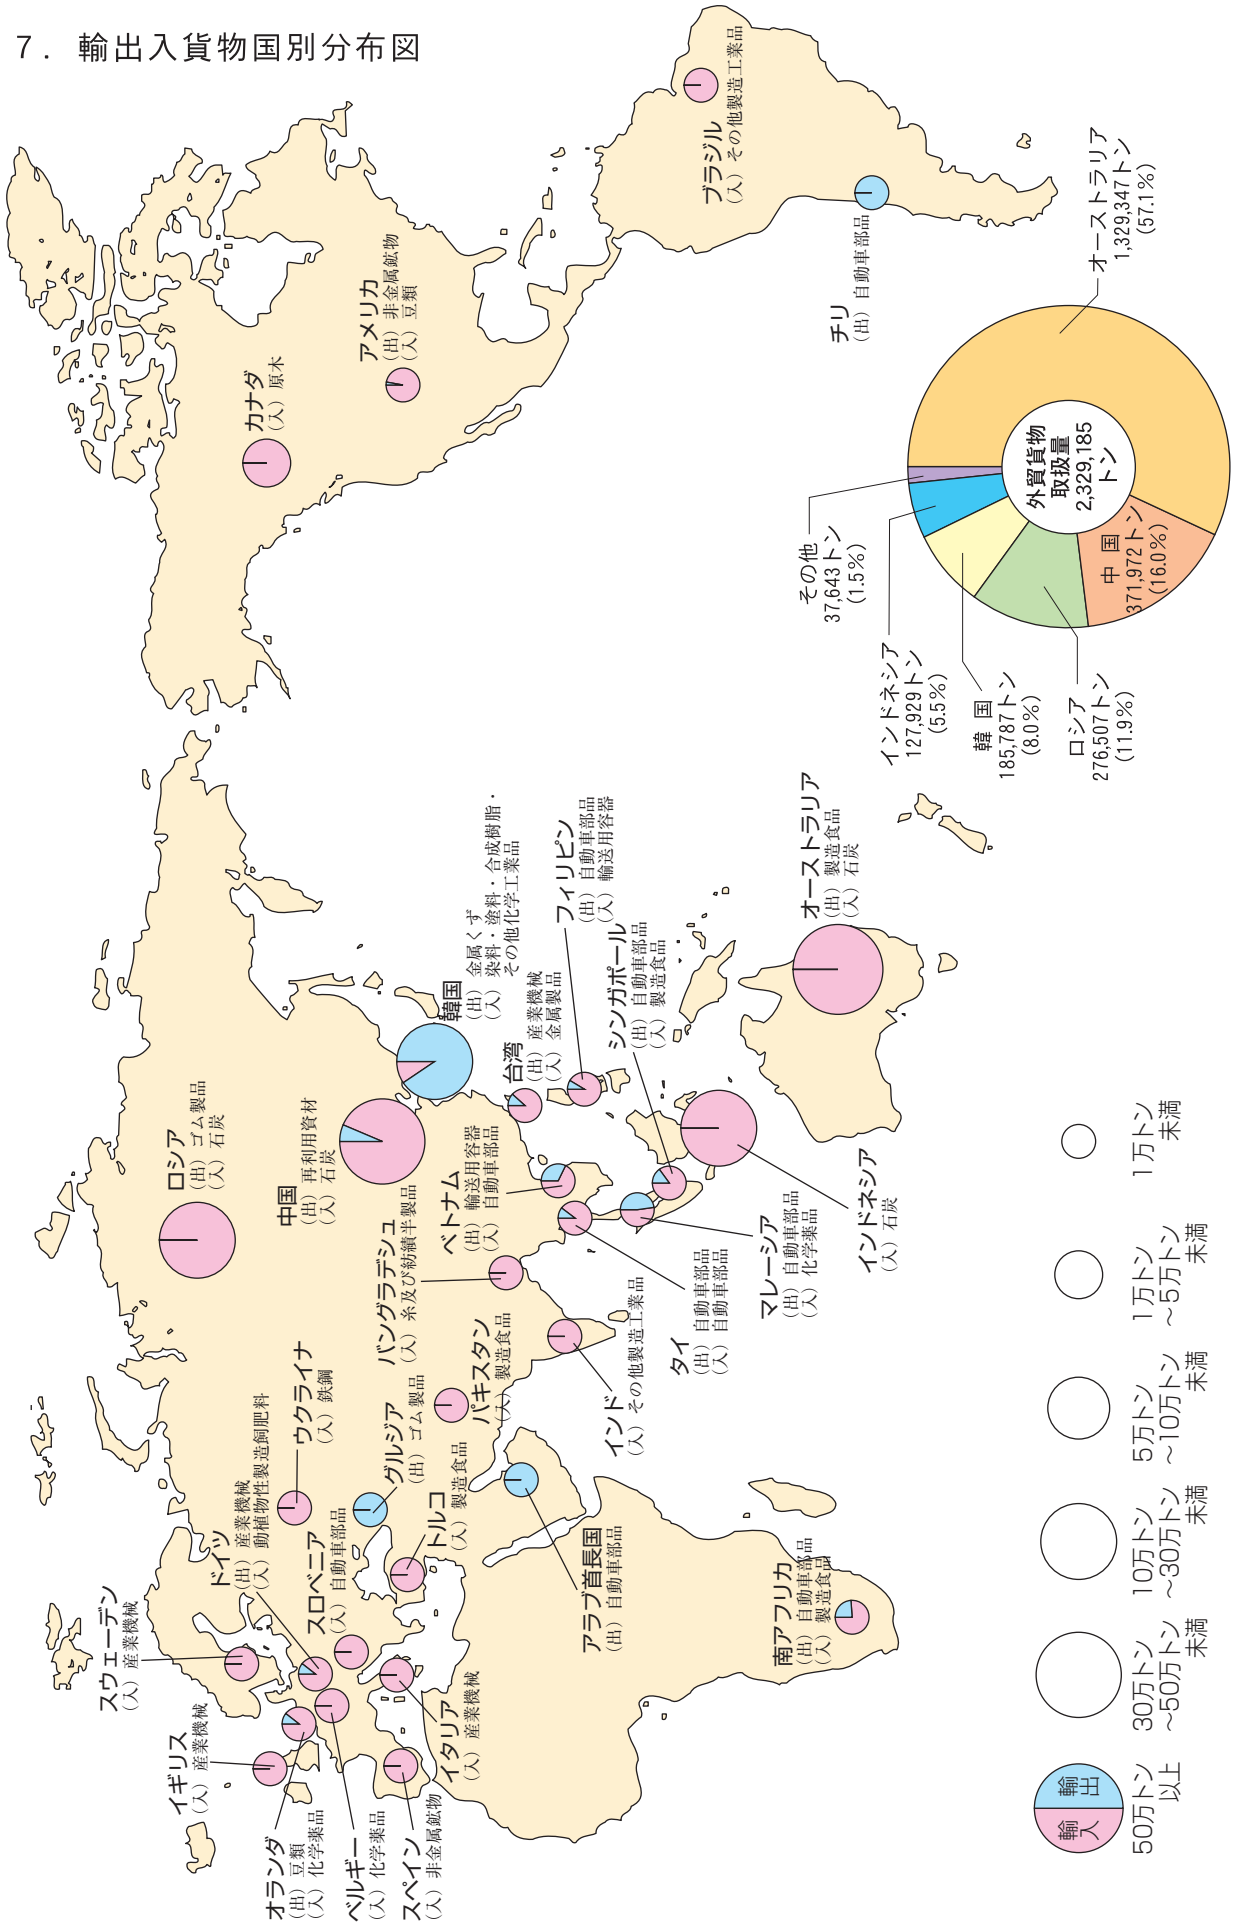 7．輸出入貨物国別分布図
スウェーデン
（入）産業機械
イギリス
（入）産業機械
オランダ
（出）豆類
（入）化学薬品
ベルギー
（入）化学薬品
スペイン
（入）非金属鉱物
イタリア
（入）産業機械
ドイツ
（出）産業機械
（入）動植物性製造飼肥料
スロベニア
（入）自動車部品
ウクライナ
（入）鉄鋼
グルジア
（出）ゴム製品
トルコ
（入）製造食品
アラブ首長国
（出）自動車部品
南アフリカ
（出）自動車部品
（入）製造食品
パキスタン
（入）製造食品
バングラデシュ
（入）糸及び紡績半製品
インド
（入）その他製造工業品
ロシア
（出）ゴム製品
（入）石炭
中国
（出）再利用資材
（入）石炭
韓国
（出）金属くず
（入）染料・塗料・合成樹脂・
その他化学工業品
台湾
（出）産業機械
（入）金属製品
ベトナム
（出）輸送用容器
（入）自動車部品
タイ
（出）自動車部品
（入）自動車部品
マレーシア
（出）自動車部品
（入）化学薬品
フィリピン
（出）自動車部品
（入）輸送用容器
シンガポール
（出）自動車部品
（入）製造食品
インドネシア
（入）石炭
オーストラリア
（出）製造食品
（入）石炭
カナダ
（入）原木
アメリカ
（出）非金属鉱物
（入）豆類
ブラジル
（入）その他製造工業品
チリ
（出）自動車部品
外貿貨物
取扱量
2,329,185
トン
オーストラリア
1,329,347トン
（57.1％）
中 国
371,972トン
（16.0％）
ロシア
276,507トン
（11.9％）
韓 国
185,787トン
（8.0％）
インドネシア
127,929トン
（5.5％）
その他
37,643トン
（1.5％）
輸入
輸出
50万トン
以上
30万トン
～50万トン
未満
10万トン
～30万トン
未満
5万トン
～10万トン
未満
1万トン
～5万トン
未満
1万トン
未満